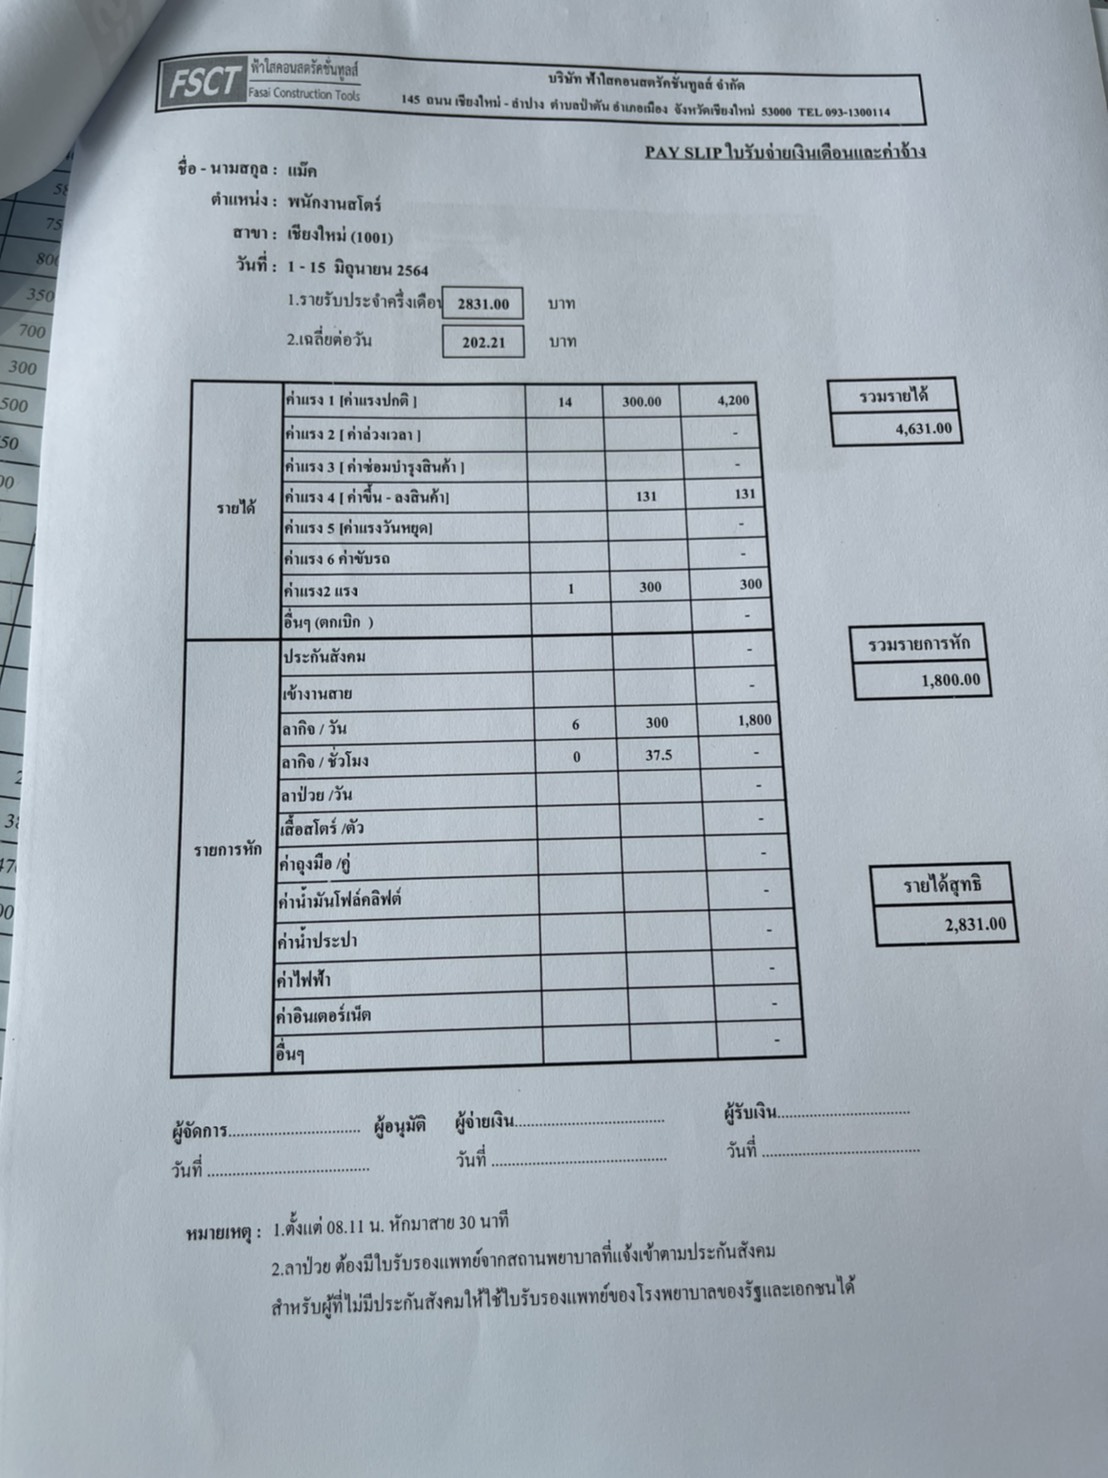 FSCT ฟ้าใสคอนสตรัคชั่นทูลส์
Fasai Construction Tools
บริษัท ฟ้าใสคอนสตรัคชั่นทูลส์ จำกัด
145 ถนน เชียงใหม่ - ลำปาง ตำบลป่าตัน อำเภอเมือง จังหวัดเชียงใหม่ 53000 TEL 093-1300114
PAY SLIP ใบรับจ่ายเงินเดือนและค่าจ้าง
ชื่อ - นามสกุล : แม๊ค
ตำแหน่ง : พนักงานสโตร์
สาขา : เชียงใหม่ (1001)
วันที่ : 1 - 15 มิถุนายน 2564
1.รายรับประจำครึ่งเดือน 2831.00 บาท
2.เฉลี่ยต่อวัน 202.21 บาท
รายได้
ค่าแรง 1 [ค่าแรงปกติ ] 14 300.00 4,200
ค่าแรง 2 [ ค่าล่วงเวลา ] -
ค่าแรง 3 [ ค่าซ่อมบำรุงสินค้า ] -
ค่าแรง 4 [ ค่าขึ้น - ลงสินค้า] 131 131
ค่าแรง 5 [ค่าแรงวันหยุด] -
ค่าแรง 6 ค่าขับรถ -
ค่าแรง2 แรง 1 300 300
อื่นๆ (ตกเบิก ) -
รวมรายได้
4,631.00
รายการหัก
ประกันสังคม -
เข้างานสาย -
ลากิจ / วัน 6 300 1,800
ลากิจ / ชั่วโมง 0 37.5 -
ลาป่วย /วัน -
เสื้อสโตร์ /ตัว -
ค่าถุงมือ /คู่ -
ค่าน้ำมันโฟล์คลิฟต์ -
ค่าน้ำประปา -
ค่าไฟฟ้า -
ค่าอินเตอร์เน็ต -
อื่นๆ -
รวมรายการหัก
1,800.00
รายได้สุทธิ
2,831.00
ผู้จัดการ.............................. ผู้อนุมัติ ผู้จ่ายเงิน.................................. ผู้รับเงิน..............................
วันที่ ..................................... วันที่ ........................................ วันที่ ....................................
หมายเหตุ : 1.ตั้งแต่ 08.11 น. หักมาสาย 30 นาที
2.ลาป่วย ต้องมีใบรับรองแพทย์จากสถานพยาบาลที่แจ้งเข้าตามประกันสังคม
สำหรับผู้ที่ไม่มีประกันสังคมให้ใช้ใบรับรองแพทย์ของโรงพยาบาลของรัฐและเอกชนได้
800
350
700
300
500